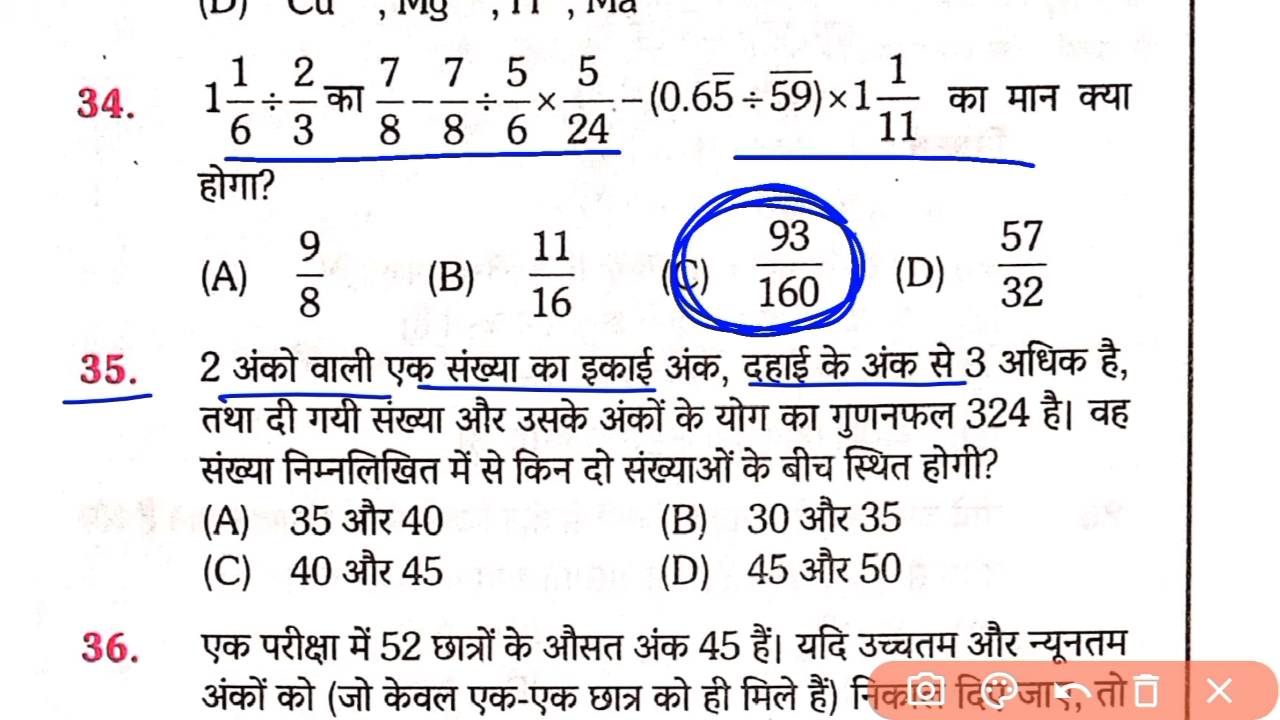 (D) Cu , Mg , , Ma
34. 1 1/6 ÷ 2/3 का 7/8 − 7/8 ÷ 5/6 × 5/24 − (0.65̅ ÷ 5̅9̅) × 1 1/11 का मान क्या
होगा?
(A) 9/8 (B) 11/16 (C) 93/160 (D) 57/32
35. 2 अंको वाली एक संख्या का इकाई अंक, दहाई के अंक से 3 अधिक है,
तथा दी गयी संख्या और उसके अंकों के योग का गुणनफल 324 है। वह
संख्या निम्नलिखित में से किन दो संख्याओं के बीच स्थित होगी?
(A) 35 और 40 (B) 30 और 35
(C) 40 और 45 (D) 45 और 50
36. एक परीक्षा में 52 छात्रों के औसत अंक 45 हैं। यदि उच्चतम और न्यूनतम
अंकों को (जो केवल एक-एक छात्र को ही मिले हैं) निकाल दिए जाए, तो